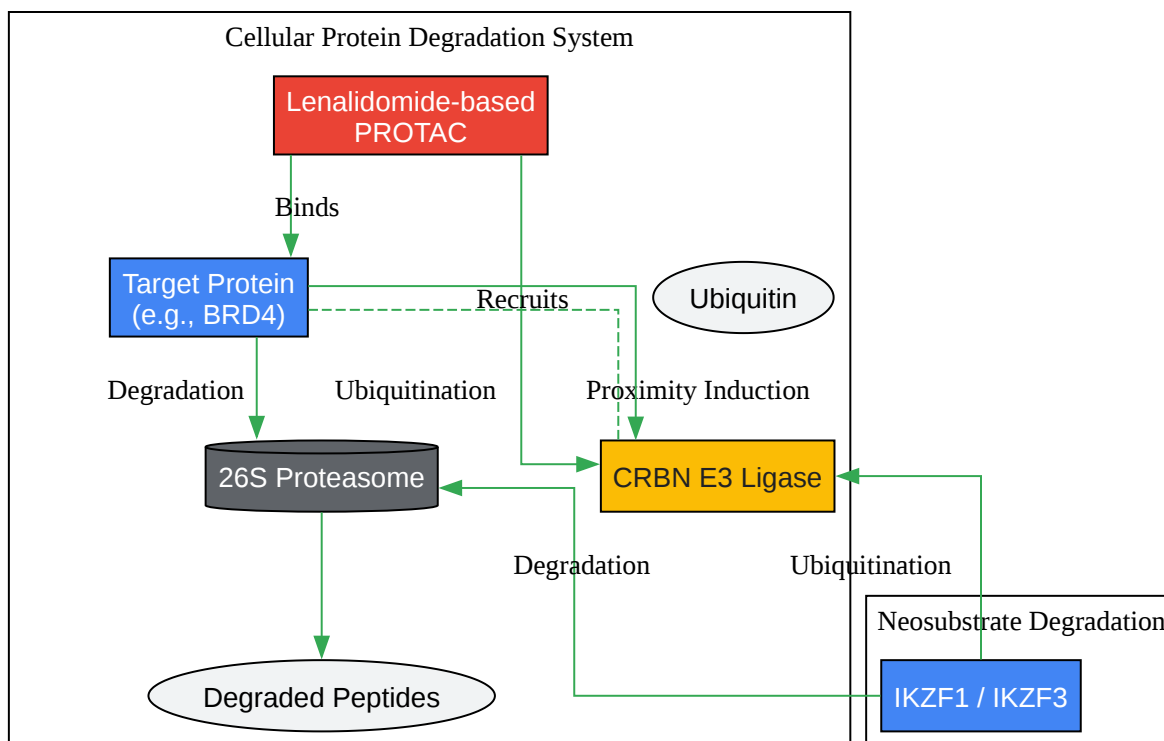 Cellular Protein Degradation System
Lenalidomide-based
PROTAC
Binds
Target Protein
(e.g., BRD4)
Recruits
Ubiquitin
Degradation
Ubiquitination
Proximity Induction
26S Proteasome
CRBN E3 Ligase
Degradation
Ubiquitination
Neosubstrate Degradation
Degraded Peptides
IKZF1 / IKZF3